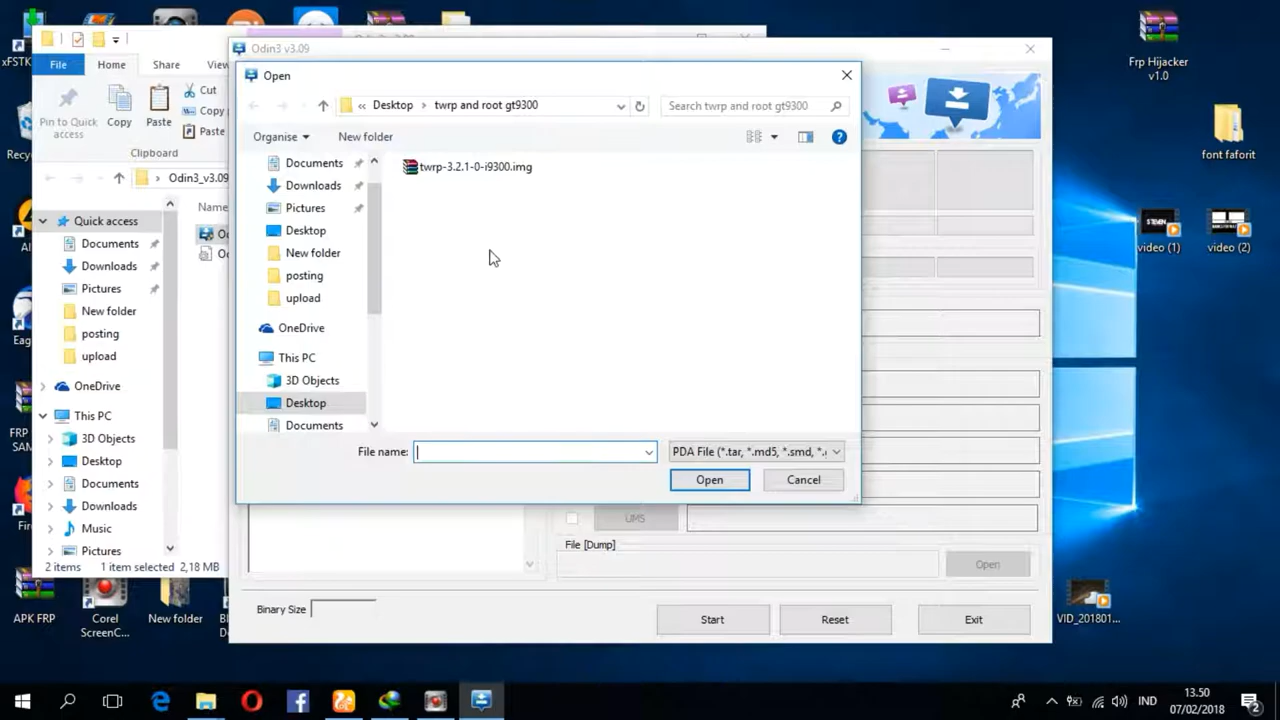 xFSTK
Frp Hijacker
v1.0
Odin3 v3.09
File
Home
Share
Open
Pin to Quick
access
Copy
Paste
Cut
Copy
Paste
Clipboard
Desktop
twrp and root gt9300
Search twrp and root gt9300
Organise
New folder
Odin3_v3.09
Quick access
Documents
Downloads
Pictures
New folder
posting
upload
OneDrive
This PC
3D Objects
Desktop
Documents
Downloads
Music
Pictures
2 items
1 item selected
2,18 MB
Documents
Downloads
Pictures
Desktop
New folder
posting
upload
OneDrive
This PC
3D Objects
Desktop
Documents
twrp-3.2.1-0-i9300.img
File name:
PDA File (*.tar, *.md5, *.smd, *.
Open
Cancel
UMS
File [Dump]
Open
Binary Size
Start
Reset
Exit
font faforit
video (1)
video (2)
STEVEN
VID_201801...
APK FRP
Corel
ScreenC...
New folder
IND
13.50
07/02/2018
2